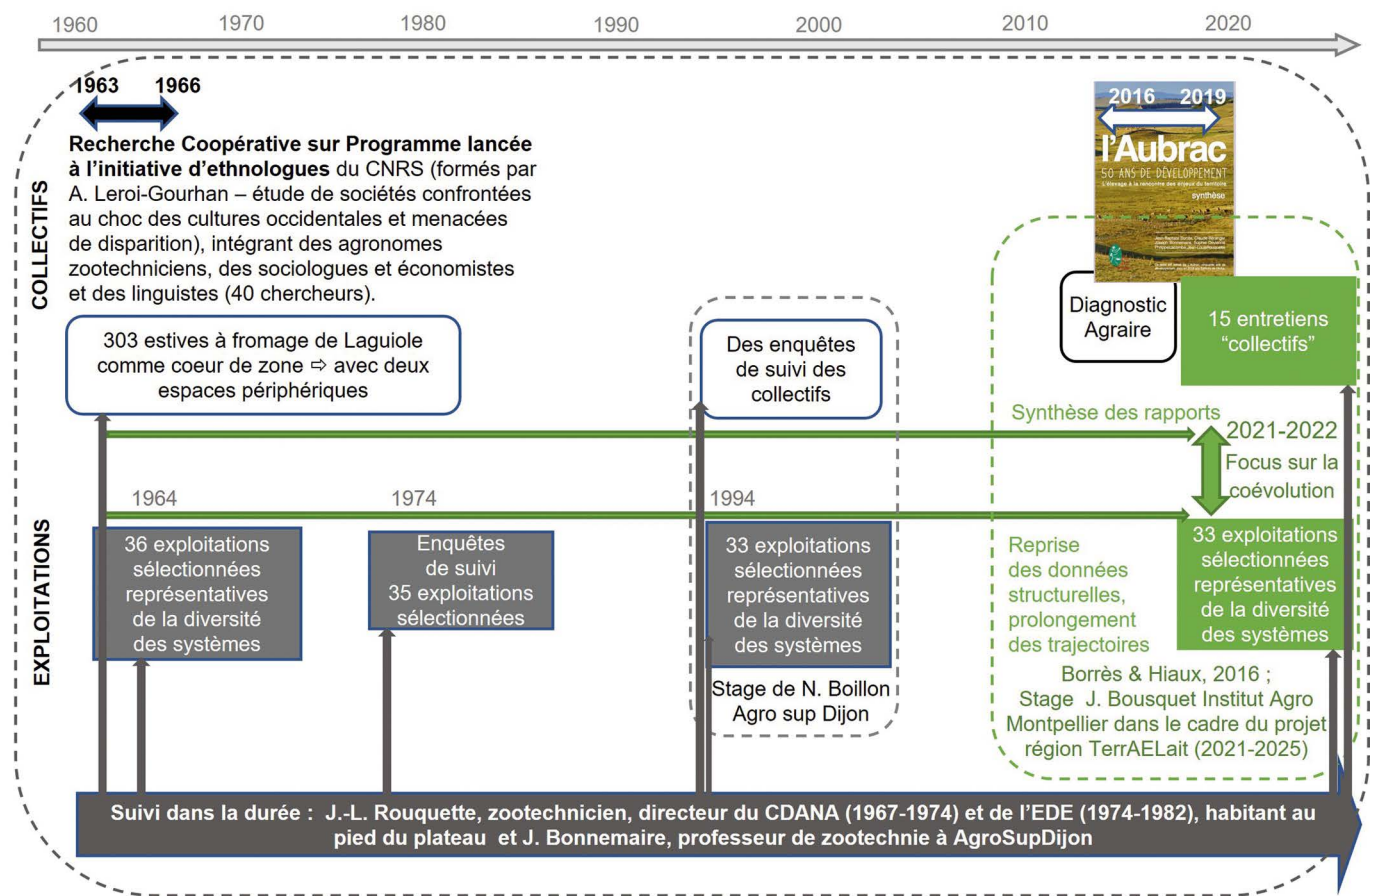 1960 1970 1980 1990 2000 2010 2020
1963 1966
Recherche Coopérative sur Programme lancée
à l'initiative d'ethnologues du CNRS (formés par
A. Leroi-Gourhan – étude de sociétés confrontées
au choc des cultures occidentales et menacées
de disparition), intégrant des agronomes
zootechniciens, des sociologues et économistes
et des linguistes (40 chercheurs).
COLLECTIFS
303 estives à fromage de Laguiole
comme coeur de zone ⇨ avec deux
espaces périphériques
Des enquêtes
de suivi des
collectifs
2016 2019
l'Aubrac
50 ANS DE DÉVELOPPEMENT
L'élevage à la rencontre des enjeux du territoire
synthèse
Diagnostic
Agraire
15 entretiens
“collectifs”
Synthèse des rapports
2021-2022
Focus sur la
coévolution
EXPLOITATIONS
1964
36 exploitations
sélectionnées
représentatives
de la diversité
des systèmes
1974
Enquêtes
de suivi
35 exploitations
sélectionnées
1994
33 exploitations
sélectionnées
représentatives
de la diversité
des systèmes
Stage de N. Boillon
Agro sup Dijon
Reprise
des données
structurelles,
prolongement
des trajectoires
33 exploitations
sélectionnées
représentatives
de la diversité
des systèmes
Borrès & Hiaux, 2016 ;
Stage J. Bousquet Institut Agro
Montpellier dans le cadre du projet
région TerrAELait (2021-2025)
Suivi dans la durée : J.-L. Rouquette, zootechnicien, directeur du CDANA (1967-1974) et de l'EDE (1974-1982), habitant au
pied du plateau et J. Bonnemaire, professeur de zootechnie à AgroSupDijon